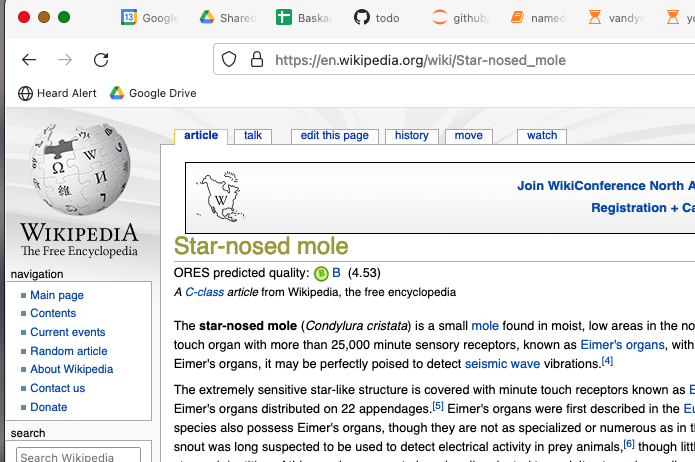 Google
Shared
Baskau
todo
github
named
vandyc
yo
https://en.wikipedia.org/wiki/Star-nosed_mole
Heard Alert
Google Drive
article
talk
edit this page
history
move
watch
W
Ω
W
И
維
Join WikiConference North A
Registration + Ca
WIKIPEDIA
The Free Encyclopedia
Star-nosed mole
ORES predicted quality: B B (4.53)
A C-class article from Wikipedia, the free encyclopedia
navigation
Main page
Contents
Current events
Random article
About Wikipedia
Contact us
Donate
search
Search Wikipedia
The star-nosed mole (Condylura cristata) is a small mole found in moist, low areas in the no
touch organ with more than 25,000 minute sensory receptors, known as Eimer's organs, with
Eimer's organs, it may be perfectly poised to detect seismic wave vibrations.[4]
The extremely sensitive star-like structure is covered with minute touch receptors known as E
Eimer's organs distributed on 22 appendages.[5] Eimer's organs were first described in the Eu
species also possess Eimer's organs, though they are not as specialized or numerous as in t
snout was long suspected to be used to detect electrical activity in prey animals,[6] though littl